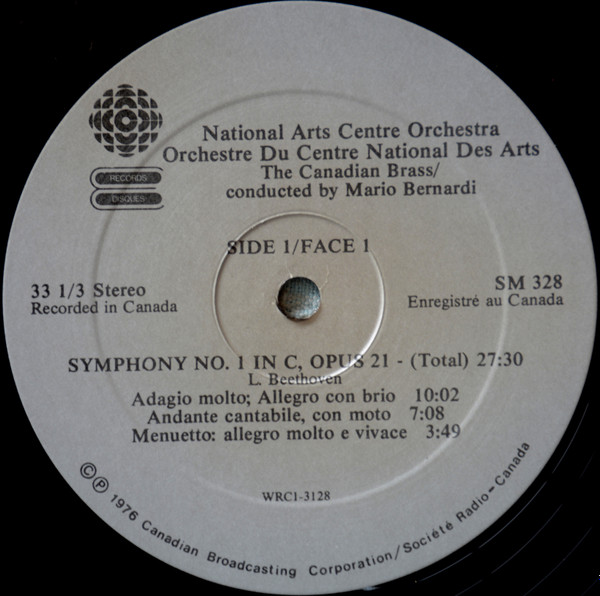 National Arts Centre Orchestra
Orchestre Du Centre National Des Arts
The Canadian Brass/
conducted by Mario Bernardi
RECORDS
DISQUES
SIDE 1/FACE 1
33 1/3 Stereo
Recorded in Canada
SM 328
Enregistré au Canada
SYMPHONY NO. 1 IN C, OPUS 21 - (Total) 27:30
L. Beethoven
Adagio molto; Allegro con brio 10:02
Andante cantabile, con moto 7:08
Menuetto: allegro molto e vivace 3:49
WRC1-3128
©℗ 1976 Canadian Broadcasting Corporation/Société Radio-Canada